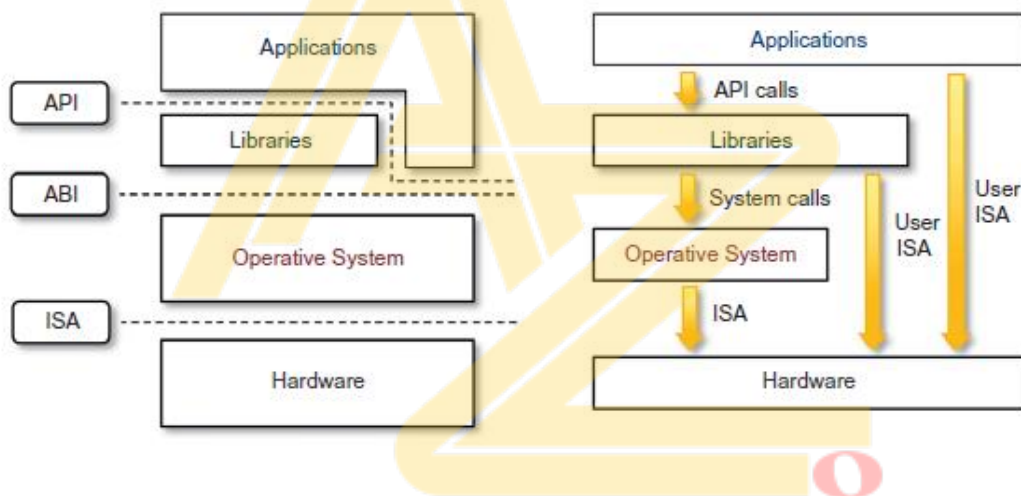 Applications
API
Libraries
ABI
Operative System
ISA
Hardware
Applications
API calls
Libraries
System calls
User
ISA
User
ISA
Operative System
ISA
Hardware